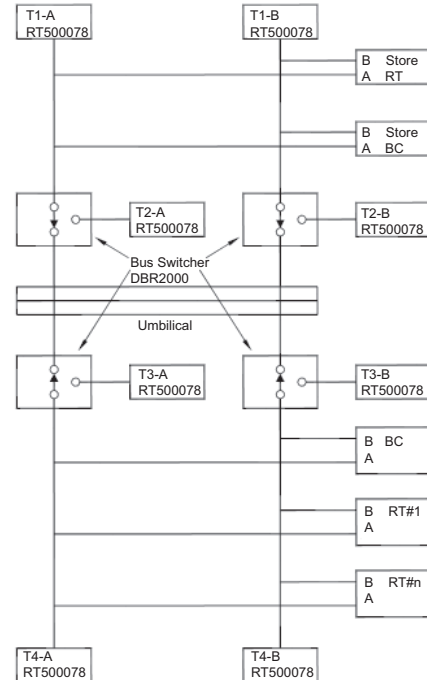 T1-A
RT500078
T1-B
RT500078
B Store
A RT
B Store
A BC
T2-A
RT500078
T2-B
RT500078
Bus Switcher
DBR2000
Umbilical
T3-A
RT500078
T3-B
RT500078
B BC
A
B RT#1
A
B RT#n
A
T4-A
RT500078
T4-B
RT500078